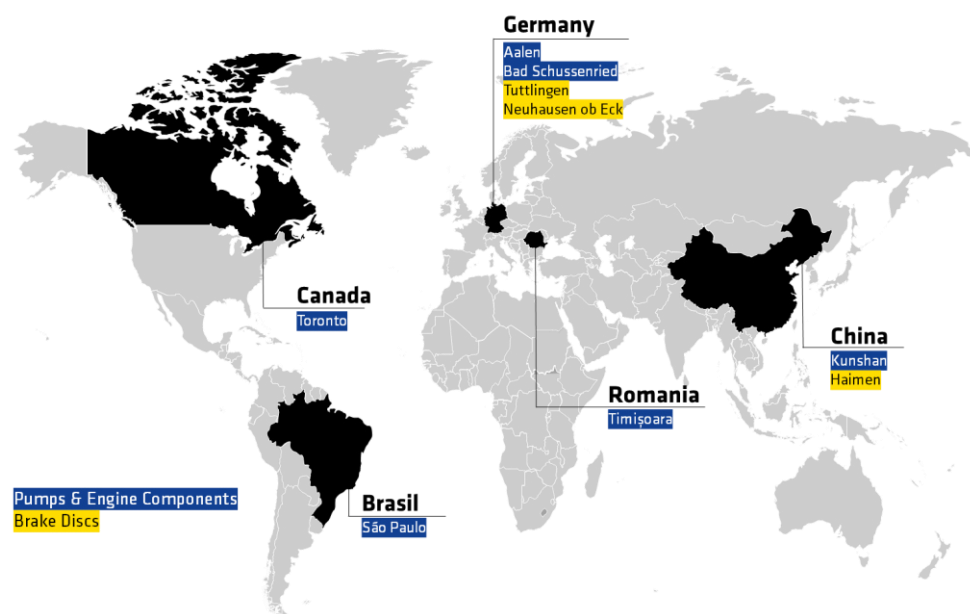 Germany
Aalen
Bad Schussenried
Tuttlingen
Neuhausen ob Eck
Canada
Toronto
China
Kunshan
Haimen
Romania
Timișoara
Brasil
São Paulo
Pumps & Engine Components
Brake Discs